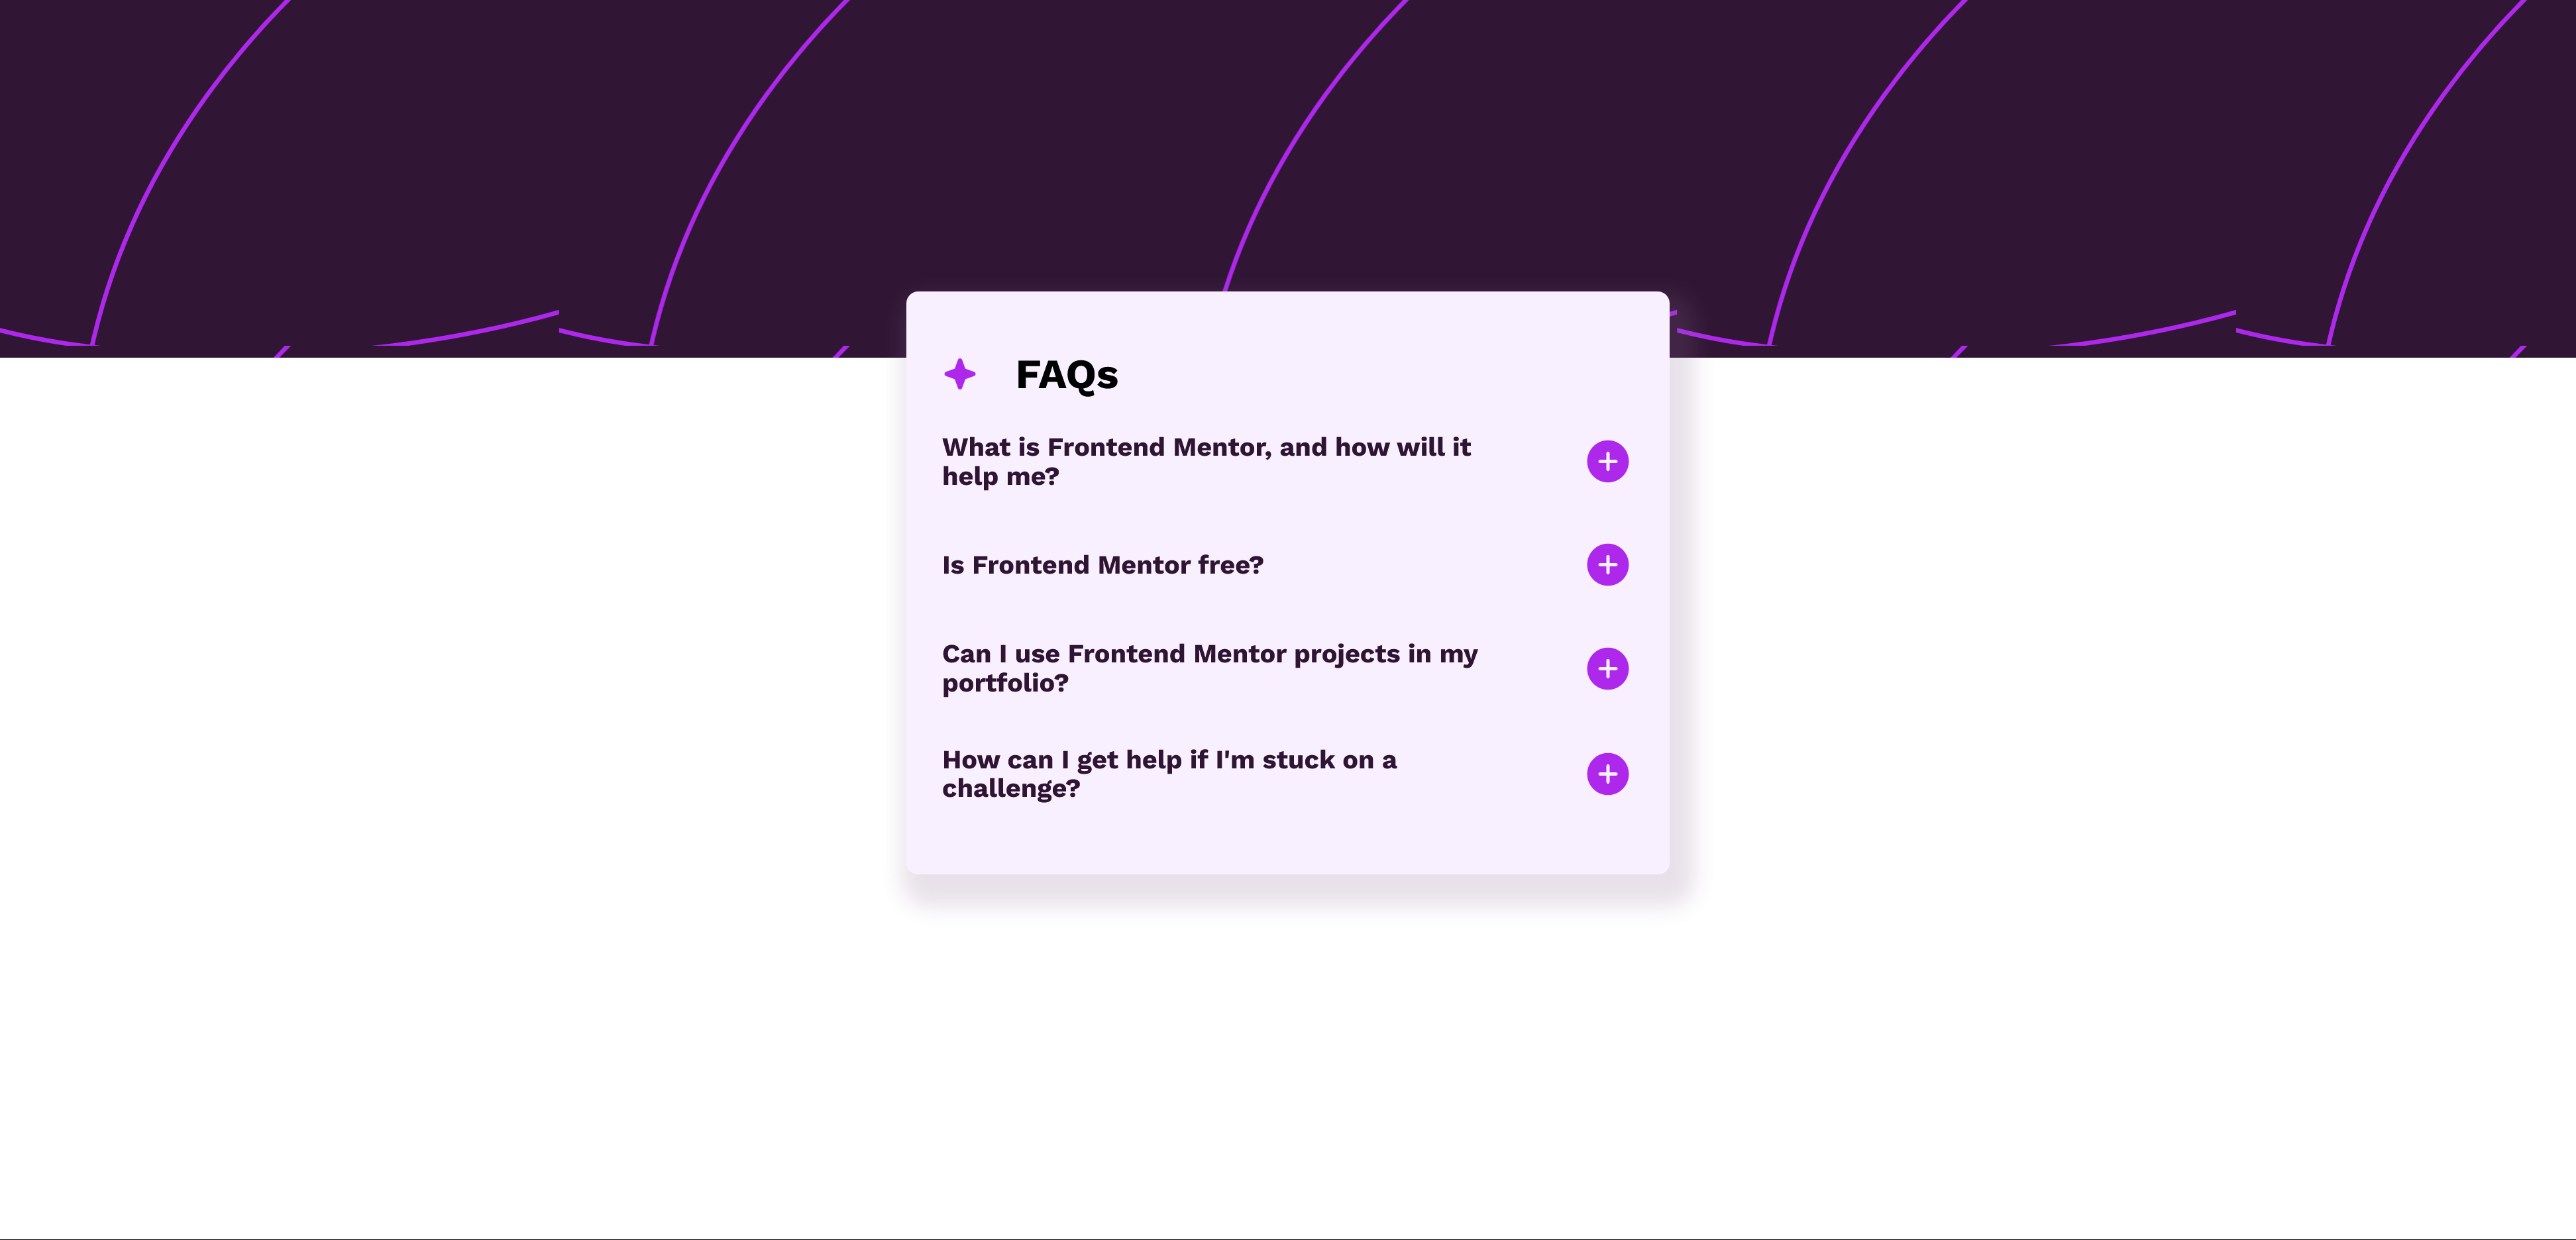 FAQs
What is Frontend Mentor, and how will it
help me?
Is Frontend Mentor free?
Can I use Frontend Mentor projects in my
portfolio?
How can I get help if I'm stuck on a
challenge?